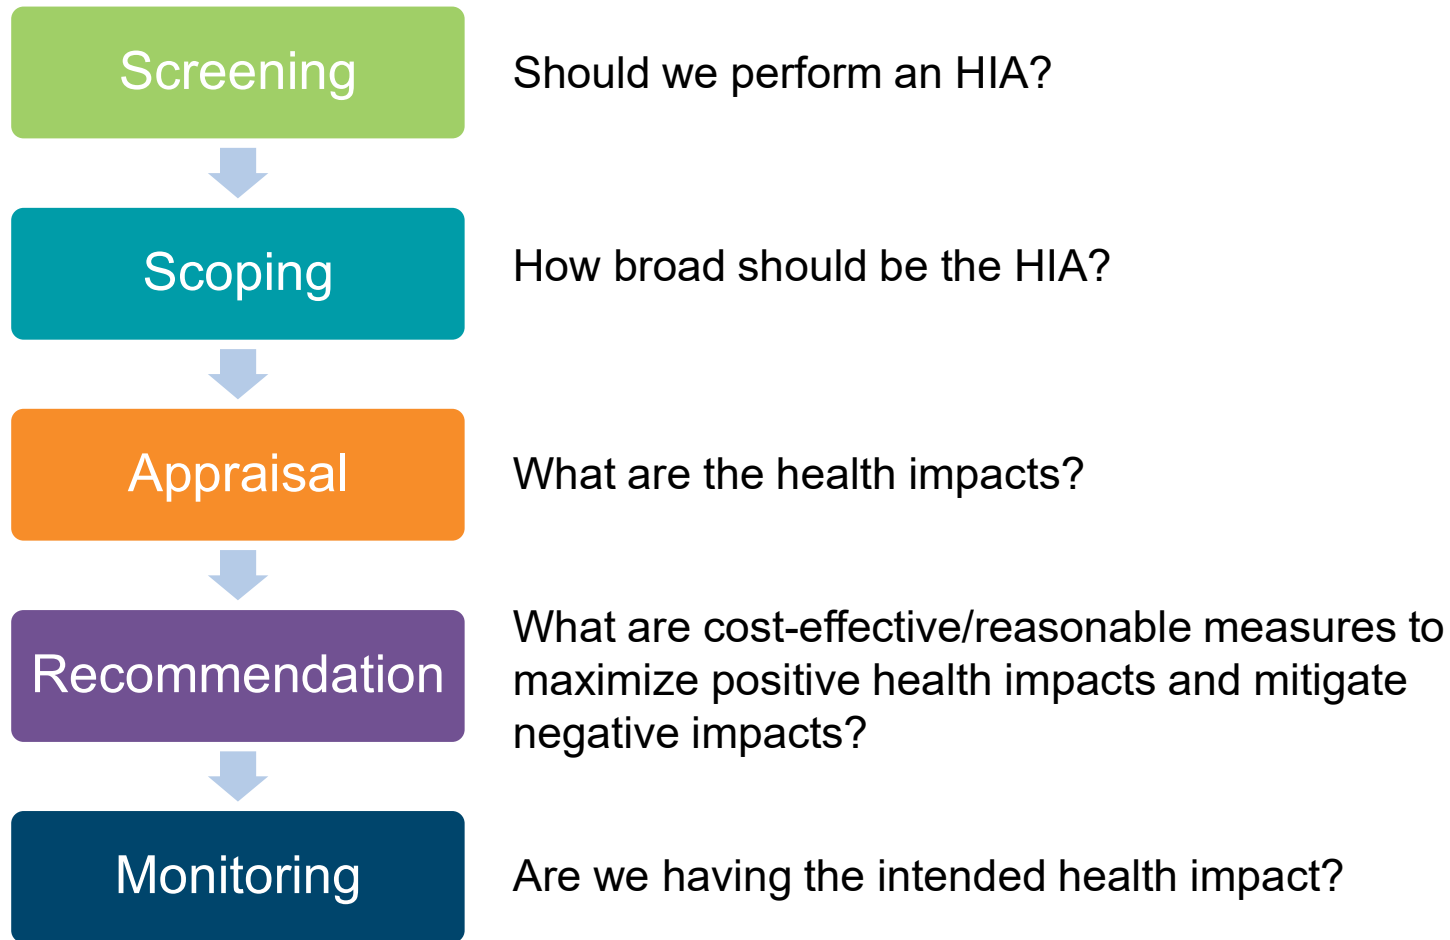 Screening
Should we perform an HIA?
Scoping
How broad should be the HIA?
Appraisal
What are the health impacts?
Recommendation
What are cost-effective/reasonable measures to
maximize positive health impacts and mitigate
negative impacts?
Monitoring
Are we having the intended health impact?